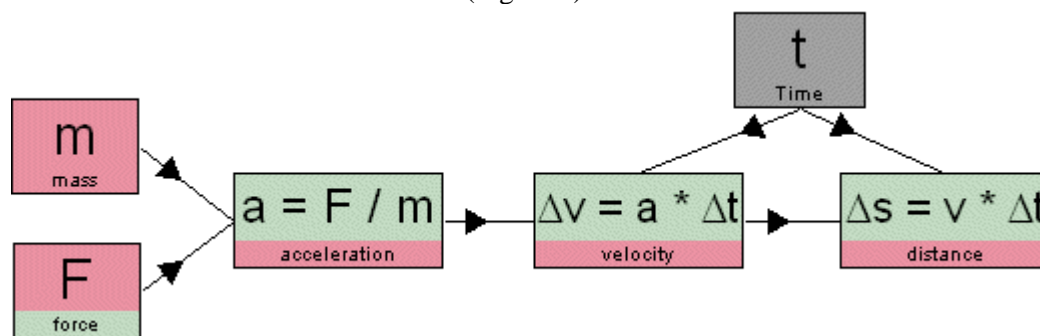 t
Time
m
mass
F
force
a = F / m
acceleration
Δv = a * Δt
velocity
Δs = v * Δt
distance